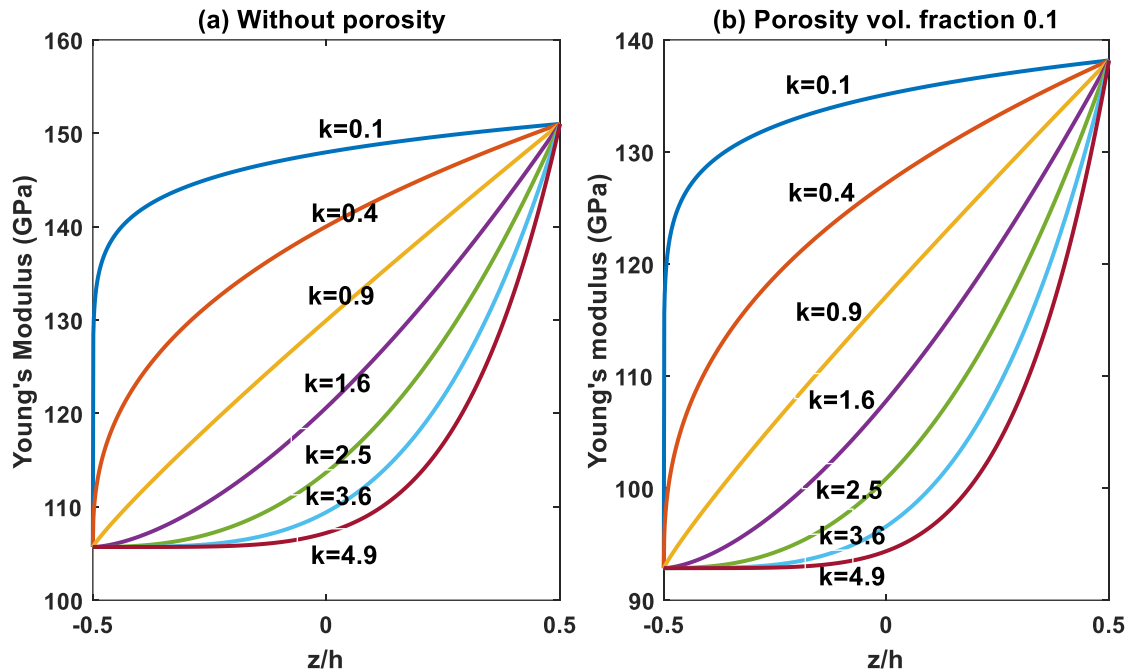 (a) Without porosity
160
150
140
130
120
110
100
Young's Modulus (GPa)
k=0.1
k=0.4
k=0.9
k=1.6
k=2.5
k=3.6
k=4.9
-0.5
0
0.5
z/h
(b) Porosity vol. fraction 0.1
140
130
120
110
100
90
Young's modulus (GPa)
k=0.1
k=0.4
k=0.9
k=1.6
k=2.5
k=3.6
k=4.9
-0.5
0
0.5
z/h